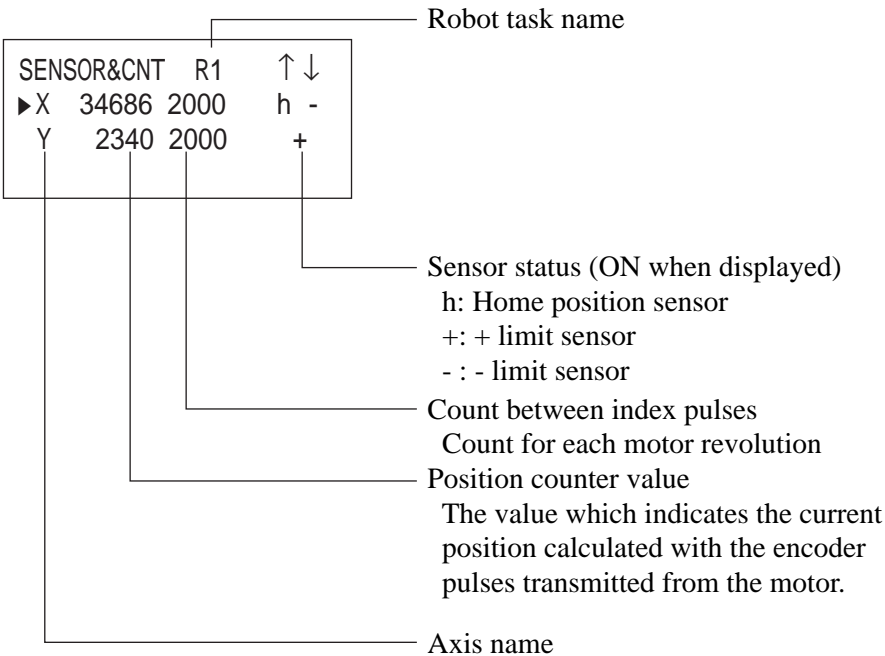 Robot task name
SENSOR&CNT R1 ↑↓
▶X 34686 2000 h -
Y 2340 2000 +
Sensor status (ON when displayed)
h: Home position sensor
+: + limit sensor
- : - limit sensor
Count between index pulses
Count for each motor revolution
Position counter value
The value which indicates the current
position calculated with the encoder
pulses transmitted from the motor.
Axis name